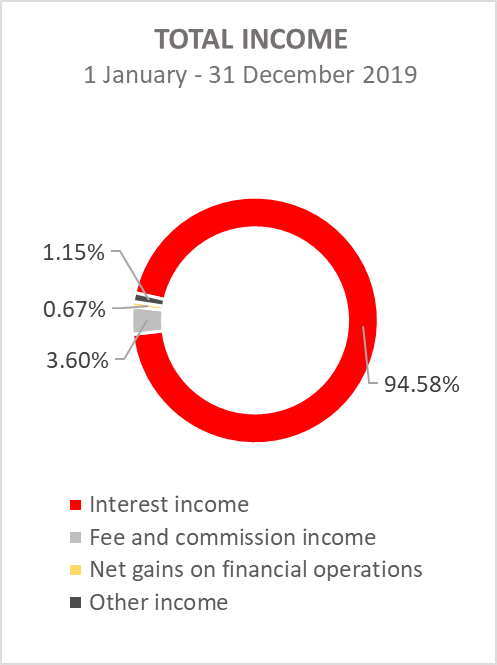 TOTAL INCOME
1 January - 31 December 2019
1.15%
0.67%
3.60%
94.58%
Interest income
Fee and commission income
Net gains on financial operations
Other income